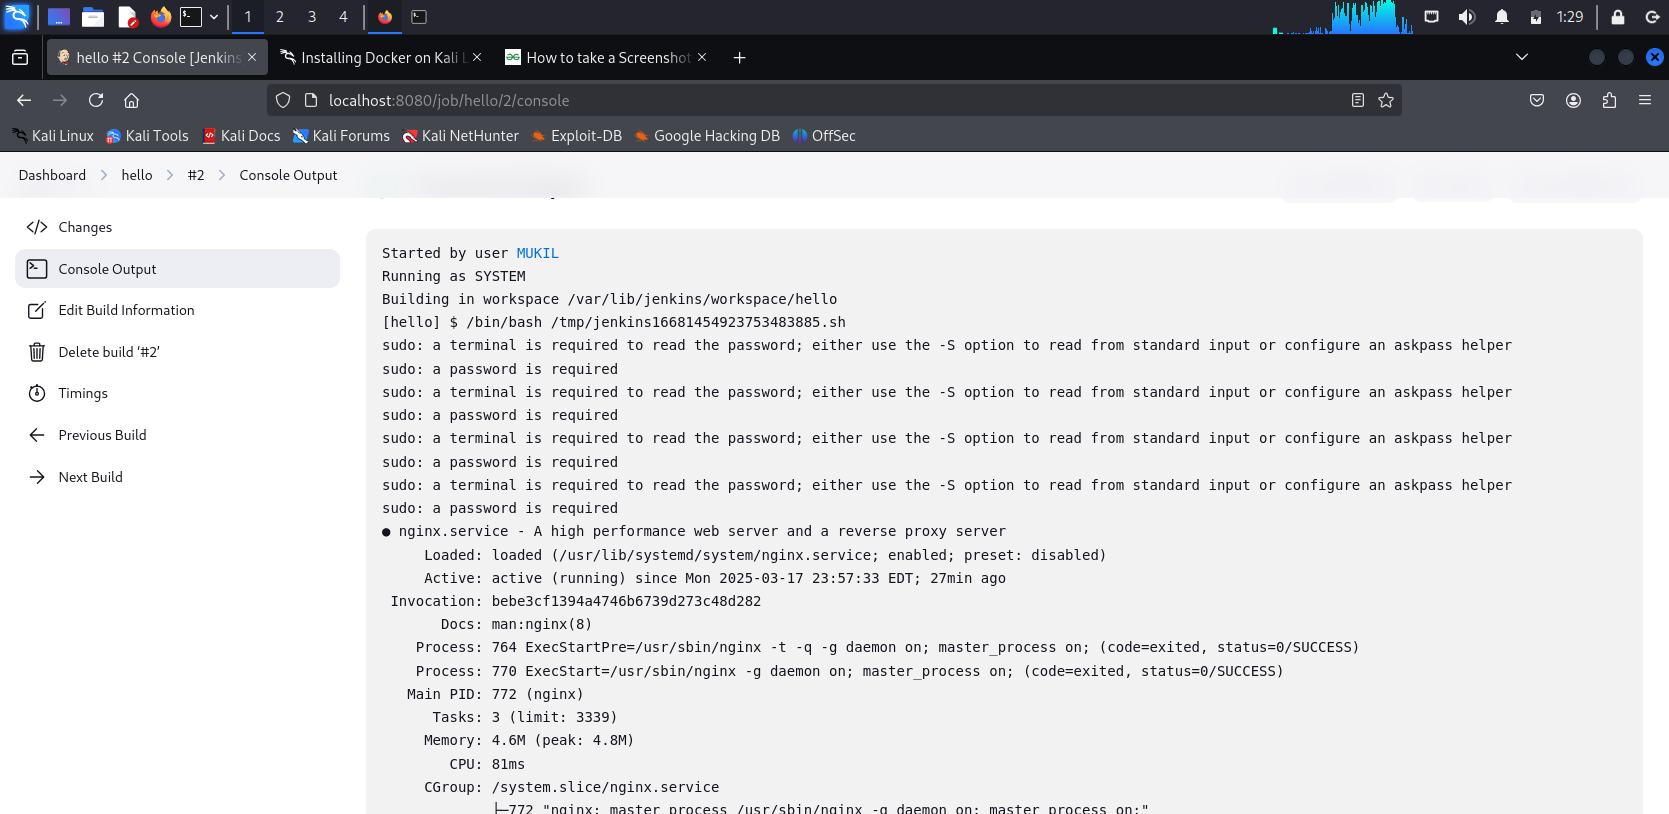 1 2 3 4 1:29
hello #2 Console [Jenkins
Installing Docker on Kali L
How to take a Screenshot
localhost:8080/job/hello/2/console
Kali Linux Kali Tools Kali Docs Kali Forums Kali NetHunter Exploit-DB Google Hacking DB OffSec
Dashboard > hello > #2 > Console Output
Changes
Console Output
Edit Build Information
Delete build ‘#2’
Timings
Previous Build
Next Build
Started by user MUKIL
Running as SYSTEM
Building in workspace /var/lib/jenkins/workspace/hello
[hello] $ /bin/bash /tmp/jenkins16681454923753483885.sh
sudo: a terminal is required to read the password; either use the -S option to read from standard input or configure an askpass helper
sudo: a password is required
sudo: a terminal is required to read the password; either use the -S option to read from standard input or configure an askpass helper
sudo: a password is required
sudo: a terminal is required to read the password; either use the -S option to read from standard input or configure an askpass helper
sudo: a password is required
sudo: a terminal is required to read the password; either use the -S option to read from standard input or configure an askpass helper
sudo: a password is required
● nginx.service - A high performance web server and a reverse proxy server
Loaded: loaded (/usr/lib/systemd/system/nginx.service; enabled; preset: disabled)
Active: active (running) since Mon 2025-03-17 23:57:33 EDT; 27min ago
Invocation: bebe3cf1394a4746b6739d273c48d282
Docs: man:nginx(8)
Process: 764 ExecStartPre=/usr/sbin/nginx -t -q -g daemon on; master_process on; (code=exited, status=0/SUCCESS)
Process: 770 ExecStart=/usr/sbin/nginx -g daemon on; master_process on; (code=exited, status=0/SUCCESS)
Main PID: 772 (nginx)
Tasks: 3 (limit: 3339)
Memory: 4.6M (peak: 4.8M)
CPU: 81ms
CGroup: /system.slice/nginx.service
├─772 "nginx: master process /usr/sbin/nginx -g daemon on; master process on;"